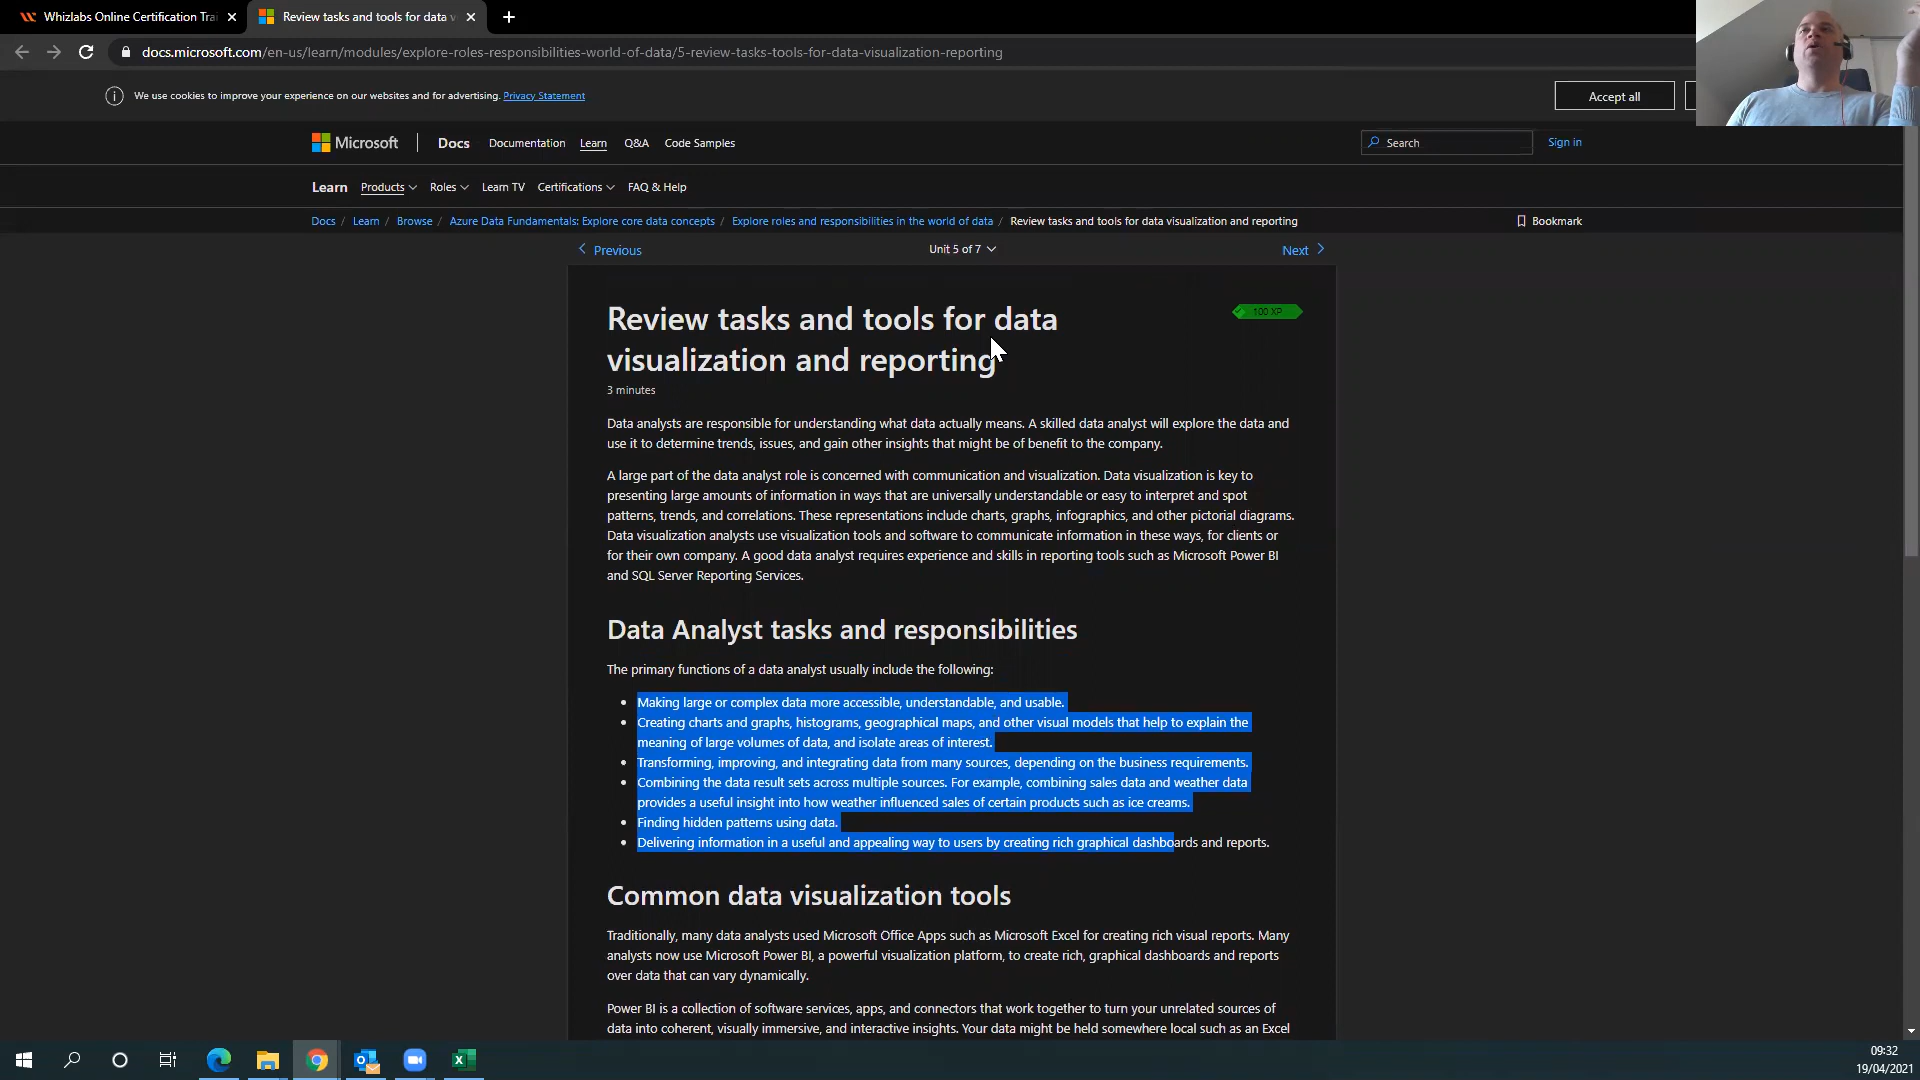 Whizlabs Online Certification Trai
Review tasks and tools for data v
docs.microsoft.com/en-us/learn/modules/explore-roles-responsibilities-world-of-data/5-review-tasks-tools-for-data-visualization-reporting
We use cookies to improve your experience on our websites and for advertising. Privacy Statement
Accept all
Microsoft
Docs
Documentation
Learn
Q&A
Code Samples
Search
Sign in
Learn
Products
Roles
Learn TV
Certifications
FAQ & Help
Docs / Learn / Browse / Azure Data Fundamentals: Explore core data concepts / Explore roles and responsibilities in the world of data / Review tasks and tools for data visualization and reporting
Bookmark
Previous
Unit 5 of 7
Next
Review tasks and tools for data
visualization and reporting
100 XP
3 minutes
Data analysts are responsible for understanding what data actually means. A skilled data analyst will explore the data and
use it to determine trends, issues, and gain other insights that might be of benefit to the company.
A large part of the data analyst role is concerned with communication and visualization. Data visualization is key to
presenting large amounts of information in ways that are universally understandable or easy to interpret and spot
patterns, trends, and correlations. These representations include charts, graphs, infographics, and other pictorial diagrams.
Data visualization analysts use visualization tools and software to communicate information in these ways, for clients or
for their own company. A good data analyst requires experience and skills in reporting tools such as Microsoft Power BI
and SQL Server Reporting Services.
Data Analyst tasks and responsibilities
The primary functions of a data analyst usually include the following:
Making large or complex data more accessible, understandable, and usable.
Creating charts and graphs, histograms, geographical maps, and other visual models that help to explain the
meaning of large volumes of data, and isolate areas of interest.
Transforming, improving, and integrating data from many sources, depending on the business requirements.
Combining the data result sets across multiple sources. For example, combining sales data and weather data
provides a useful insight into how weather influenced sales of certain products such as ice creams.
Finding hidden patterns using data.
Delivering information in a useful and appealing way to users by creating rich graphical dashboards and reports.
Common data visualization tools
Traditionally, many data analysts used Microsoft Office Apps such as Microsoft Excel for creating rich visual reports. Many
analysts now use Microsoft Power BI, a powerful visualization platform, to create rich, graphical dashboards and reports
over data that can vary dynamically.
Power BI is a collection of software services, apps, and connectors that work together to turn your unrelated sources of
data into coherent, visually immersive, and interactive insights. Your data might be held somewhere local such as an Excel
09:32
19/04/2021